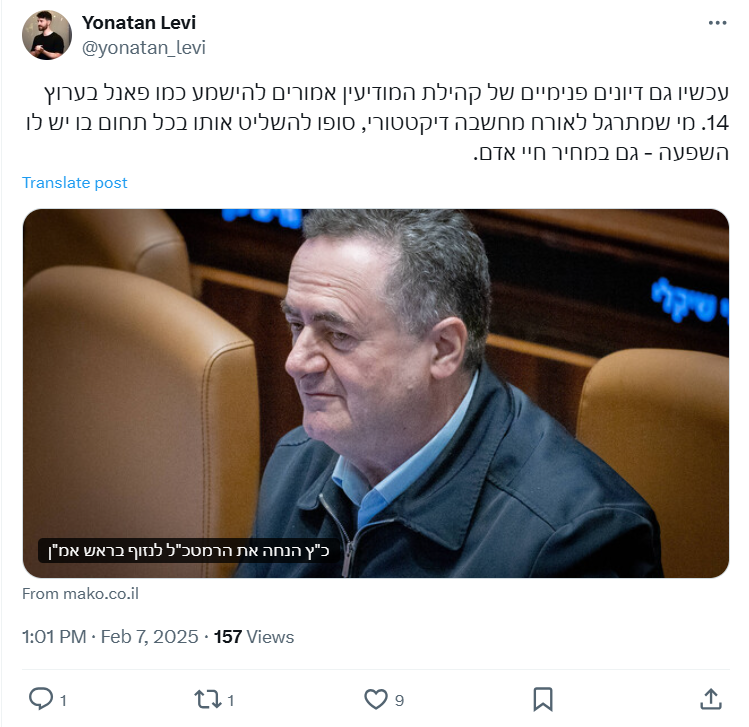 Yonatan Levi
@yonatan_levi
עכשיו גם דיונים פנימיים של קהילת המודיעין אמורים להישמע כמו פאנל בערוץ
14. מי שמתרגל לאורח מחשבה דיקטטורי, סופו להשליט אותו בכל תחום בו יש לו
השפעה - גם במחיר חיי אדם.
Translate post
שיקלי
כ"ץ הנחה את הרמטכ"ל לנזוף בראש אמ"ן
From mako.co.il
1:01 PM · Feb 7, 2025 · 157 Views
1
1
9